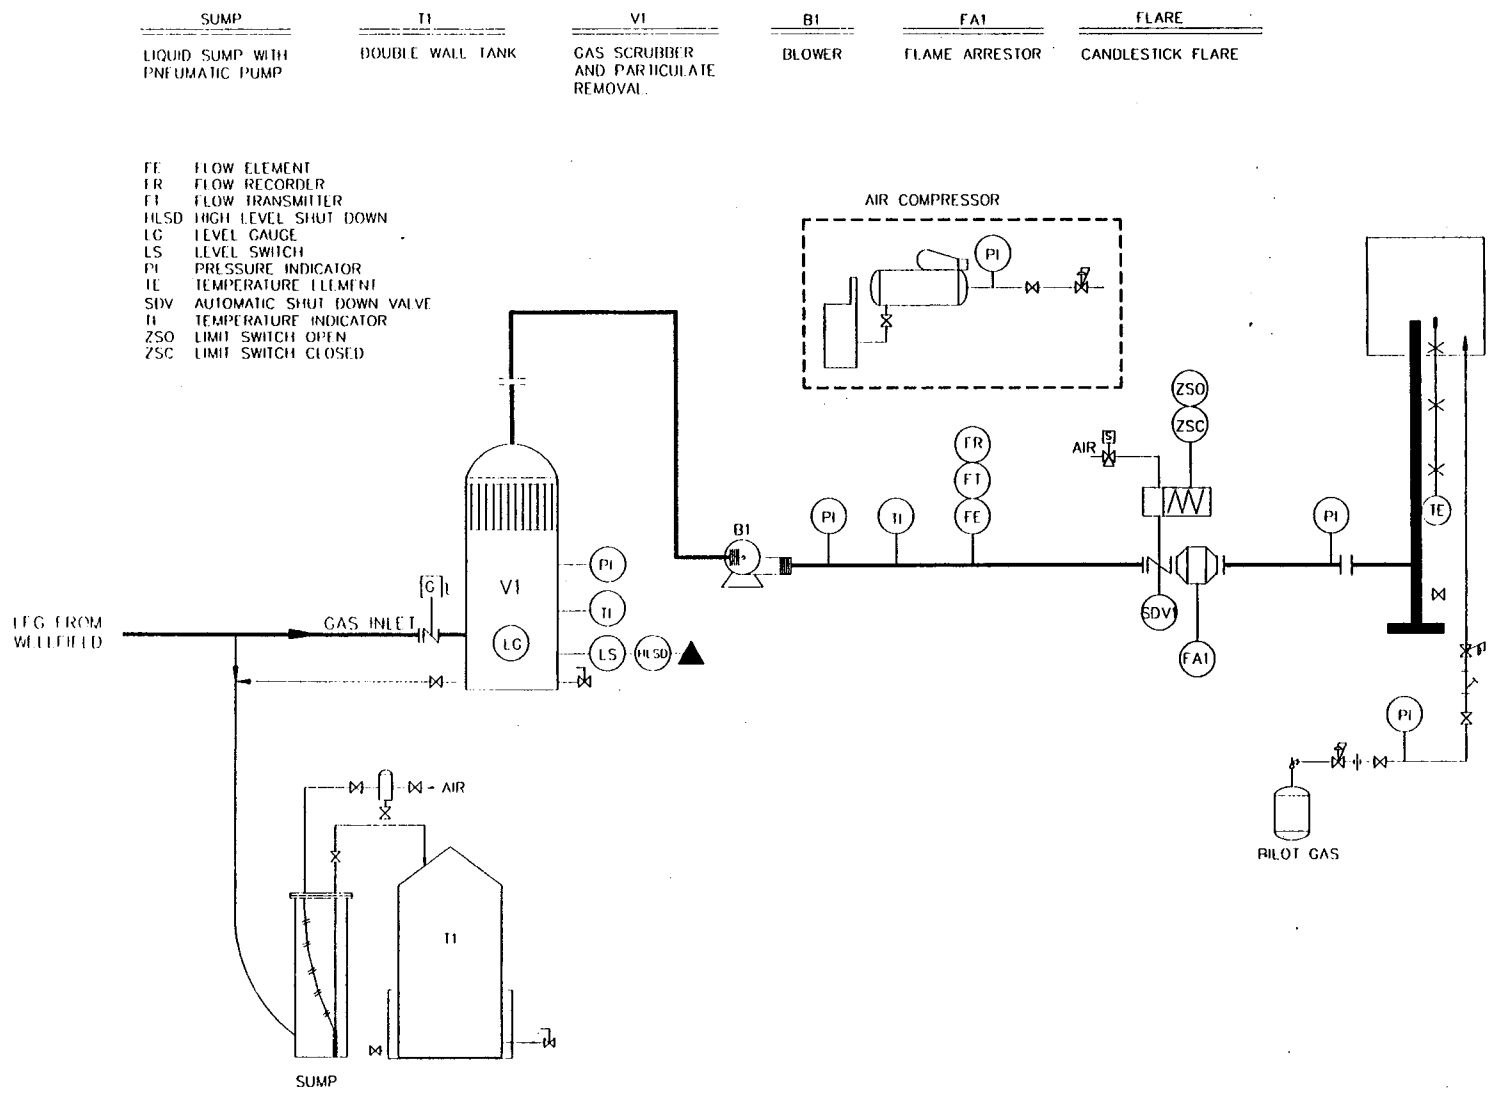 SUMP
T1
V1
B1
FA1
FLARE
LIQUID SUMP WITH
PNEUMATIC PUMP
DOUBLE WALL TANK
GAS SCRUBBER
AND PARTICULATE
REMOVAL
BLOWER
FLAME ARRESTOR
CANDLESTICK FLARE
FE FLOW ELEMENT
FR FLOW RECORDER
FT FLOW TRANSMITTER
HLSD HIGH LEVEL SHUT DOWN
LG LEVEL GAUGE
LS LEVEL SWITCH
PI PRESSURE INDICATOR
TE TEMPERATURE ELEMENT
SDV AUTOMATIC SHUT DOWN VALVE
TI TEMPERATURE INDICATOR
ZSO LIMIT SWITCH OPEN
ZSC LIMIT SWITCH CLOSED
AIR COMPRESSOR
PI
ZSO
ZSC
AIR
S
FR
FT
FE
PI
TI
PI
TE
B1
V1
PI
TI
LG
LS
HLSD
G
GAS INLET
LFG FROM
WELLFIELD
SDV1
FA1
PI
PILOT GAS
AIR
T1
SUMP